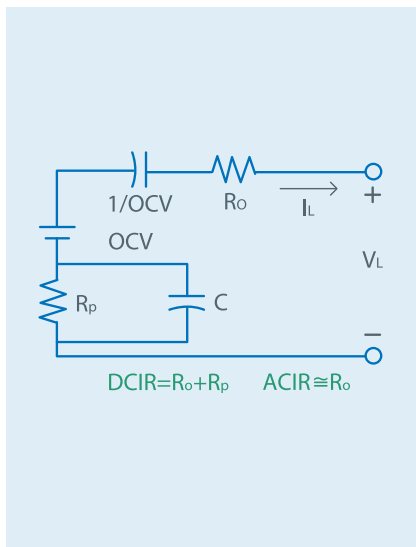 1/OCV
Ro
IL
+
OCV
VL
Rp
C
−
DCIR=Ro+Rp
ACIR≅Ro